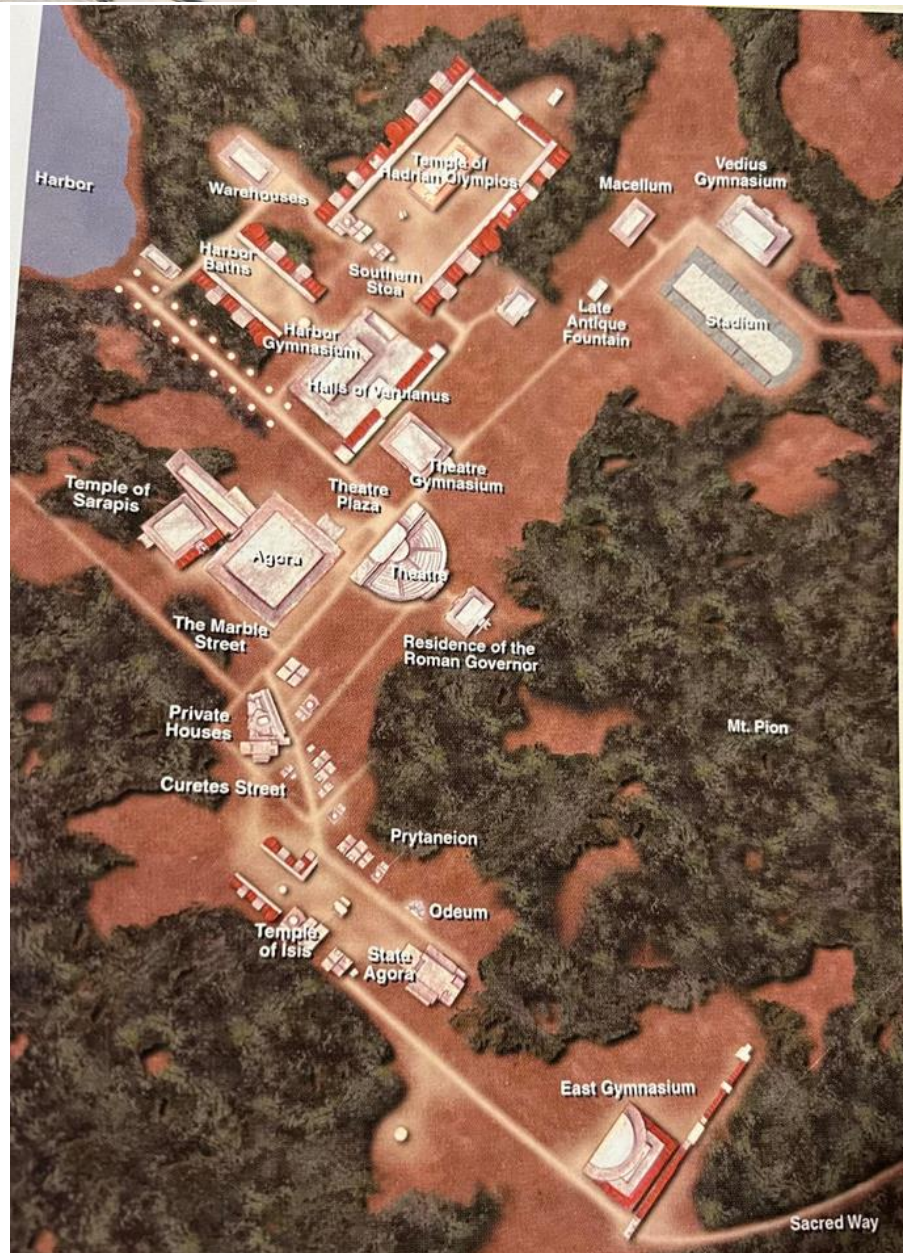 Harbor
Warehouses
Temple of
Hadrian Olympios
Macellum
Vedius
Gymnasium
Harbor
Baths
Southern
Stoa
Late
Antique
Fountain
Stadium
Harbor
Gymnasium
Halls of Verulanus
Theatre
Gymnasium
Theatre
Plaza
Temple of
Sarapis
Agora
Theatre
The Marble
Street
Residence of the
Roman Governor
Private
Houses
Mt. Pion
Curetes Street
Prytaneion
Odeum
Temple
of Isis
State
Agora
East Gymnasium
Sacred Way